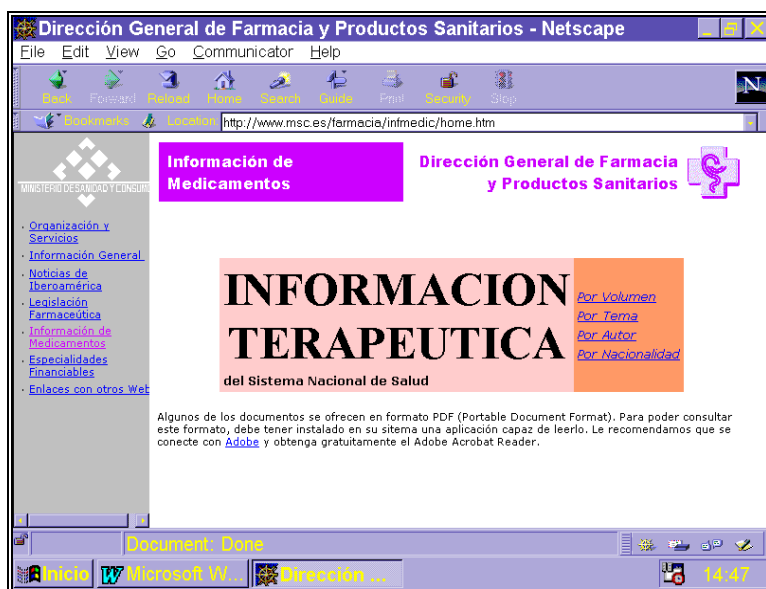 Dirección General de Farmacia y Productos Sanitarios - Netscape
File Edit View Go Communicator Help
Back Forward Reload Home Search Guide Print Security Stop
N
Bookmarks Location: http://www.msc.es/farmacia/infmedic/home.htm
MINISTERIO DE SANIDAD Y CONSUMO
Información de
Medicamentos
Dirección General de Farmacia
y Productos Sanitarios
· Organización y
Servicios
· Información General
· Noticias de
Iberoamérica
· Legislación
Farmaceútica
· Información de
Medicamentos
· Especialidades
Financiables
· Enlaces con otros Web
INFORMACION
TERAPEUTICA
del Sistema Nacional de Salud
Por Volumen
Por Tema
Por Autor
Por Nacionalidad
Algunos de los documentos se ofrecen en formato PDF (Portable Document Format). Para poder consultar
este formato, debe tener instalado en su sitema una aplicación capaz de leerlo. Le recomendamos que se
conecte con Adobe y obtenga gratuitamente el Adobe Acrobat Reader.
Document: Done
Inicio Microsoft W... Dirección ... 14:47